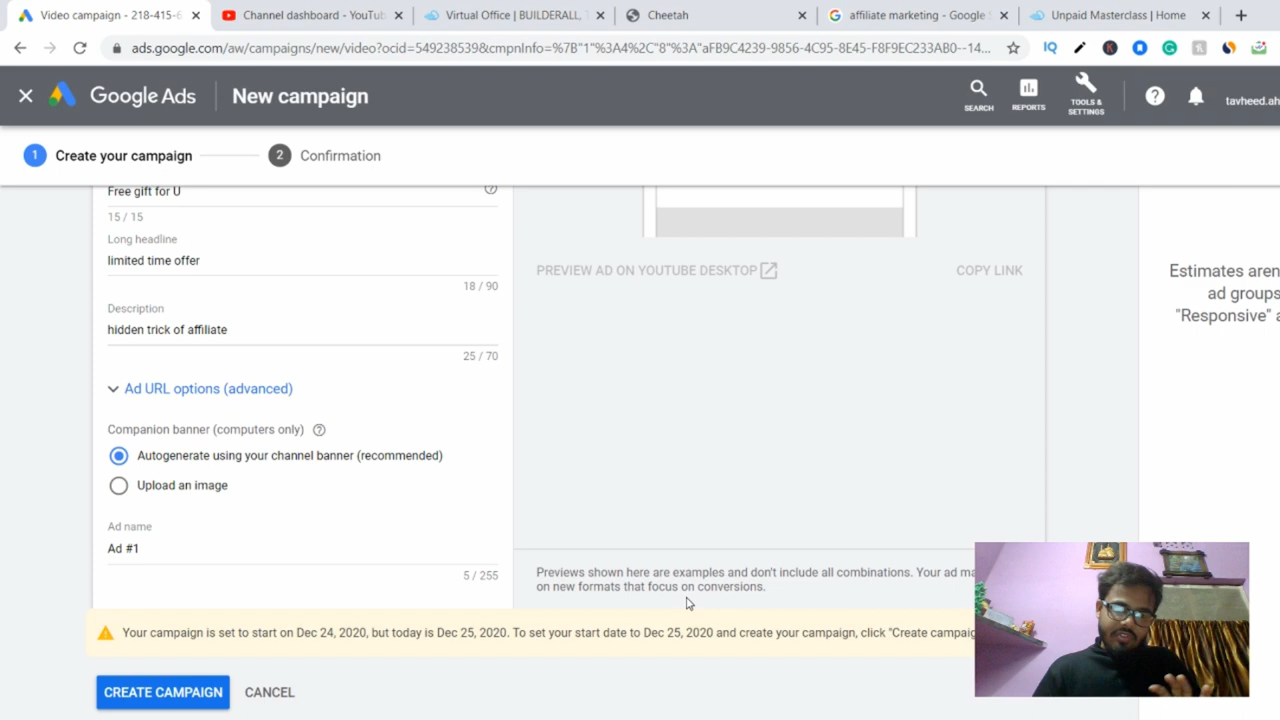 Video campaign - 218-415-6
Channel dashboard - YouTu
Virtual Office | BUILDERALL,
Cheetah
affiliate marketing - Google
Unpaid Masterclass | Home
ads.google.com/aw/campaigns/new/video?ocid=549238539&cmpnInfo=%7B"1"%3A4%2C"8"%3A"aFB9C4239-9856-4C95-8E45-F8F9EC233AB0--14...
IQ
Google Ads
New campaign
SEARCH
REPORTS
TOOLS &
SETTINGS
tavheed.ah
1 Create your campaign
2 Confirmation
Free gift for U
15 / 15
Long headline
limited time offer
18 / 90
Description
hidden trick of affiliate
25 / 70
Ad URL options (advanced)
Companion banner (computers only)
Autogenerate using your channel banner (recommended)
Upload an image
Ad name
Ad #1
5 / 255
PREVIEW AD ON YOUTUBE DESKTOP
COPY LINK
Previews shown here are examples and don't include all combinations. Your ad ma
on new formats that focus on conversions.
Estimates aren
ad groups
"Responsive" a
Your campaign is set to start on Dec 24, 2020, but today is Dec 25, 2020. To set your start date to Dec 25, 2020 and create your campaign, click "Create campaig
CREATE CAMPAIGN
CANCEL